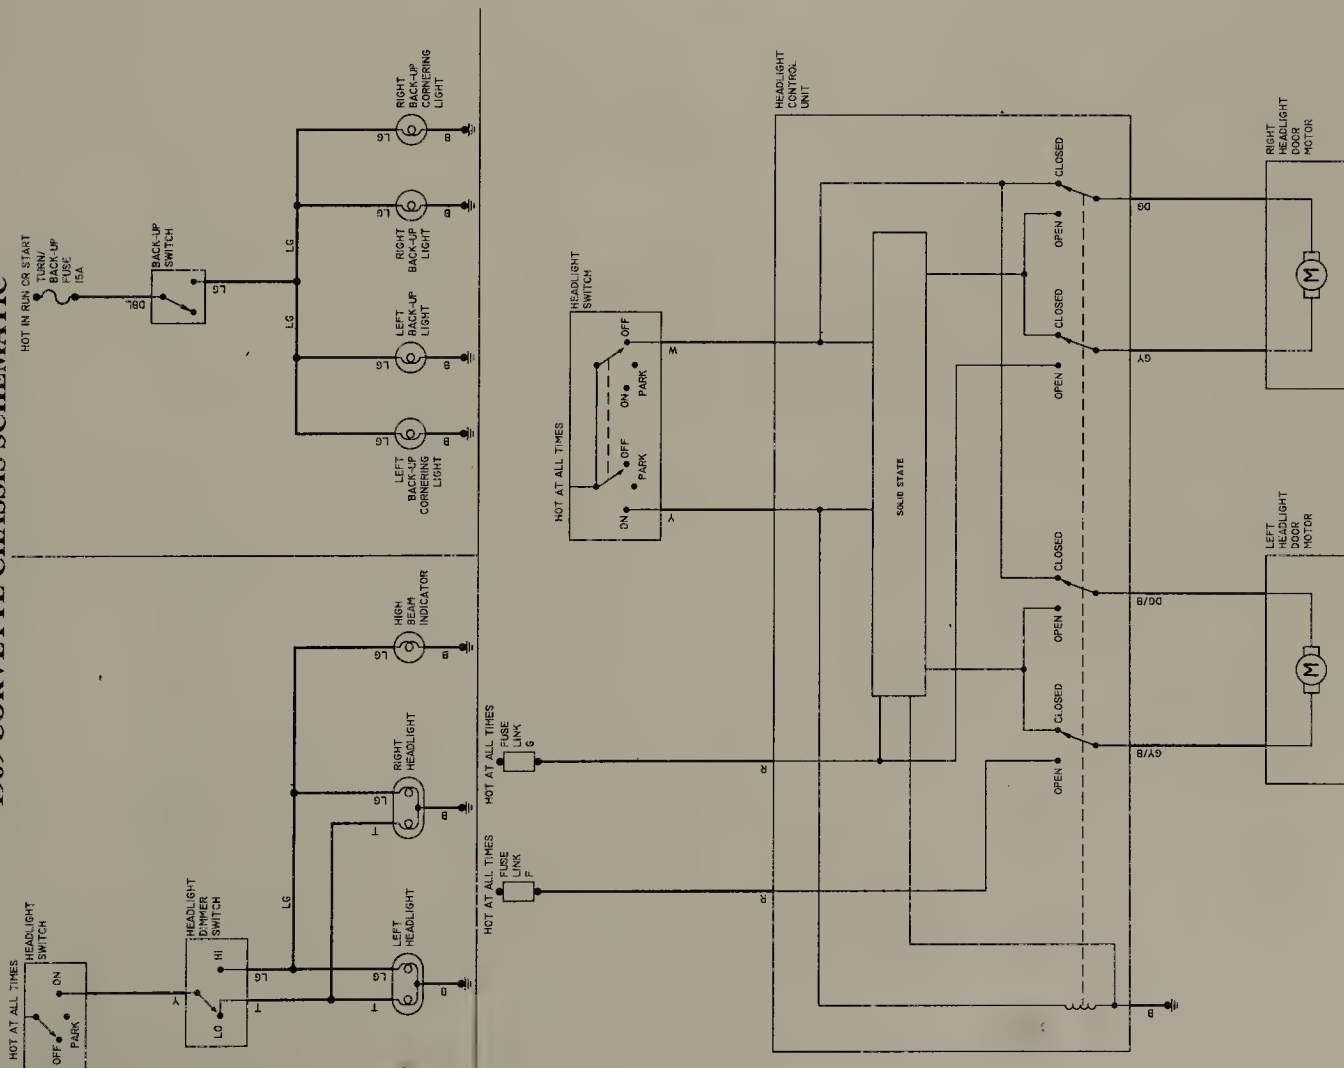 1989 CORVETTE CHASSIS SCHEMATIC
HOT AT ALL TIMES
HEADLIGHT
SWITCH
OFF
PARK
ON
Y
HEADLIGHT
DIMMER
SWITCH
LO
HI
T
LG
LG
T
LG
LEFT
HEADLIGHT
B
T
LG
RIGHT
HEADLIGHT
B
LG
HIGH
BEAM
INDICATOR
B
HOT IN RUN OR START
TURN/
BACK-UP
FUSE
15A
DBL
BACK-UP
SWITCH
LG
LG
LG
LG
LEFT
BACK-UP
CORNERING
LIGHT
B
LG
LEFT
BACK-UP
LIGHT
B
LG
RIGHT
BACK-UP
LIGHT
B
LG
RIGHT
BACK-UP
CORNERING
LIGHT
B
HOT AT ALL TIMES
FUSE
LINK
F
R
HOT AT ALL TIMES
FUSE
LINK
G
R
HOT AT ALL TIMES
HEADLIGHT
SWITCH
ON
PARK
OFF
ON
PARK
OFF
Y
W
HEADLIGHT
CONTROL
UNIT
SOLID STATE
OPEN
CLOSED
OPEN
CLOSED
OPEN
CLOSED
OPEN
CLOSED
B
GY/B
DG/B
GY
DG
LEFT
HEADLIGHT
DOOR
MOTOR
M
RIGHT
HEADLIGHT
DOOR
MOTOR
M